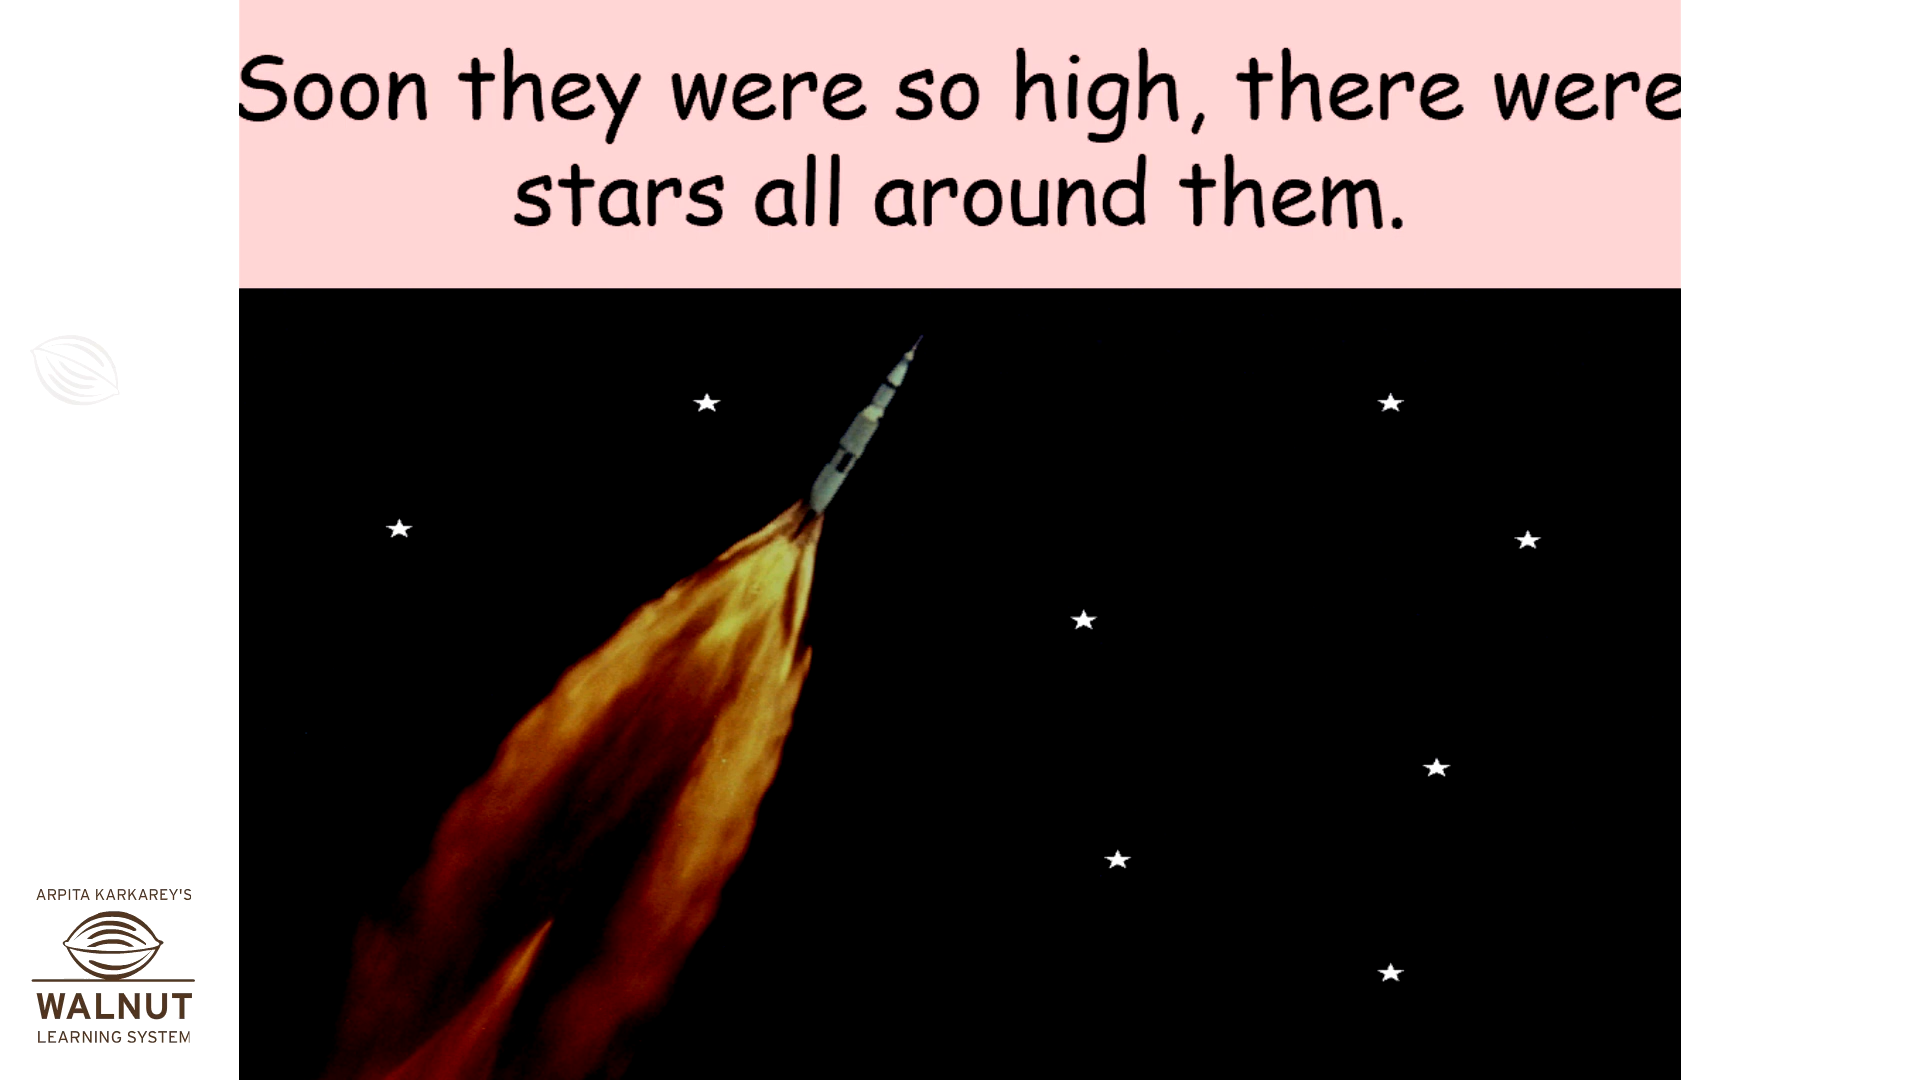 Soon they were so high, there were
stars all around them.
ARPITA KARKAREY'S
WALNUT
LEARNING SYSTEM